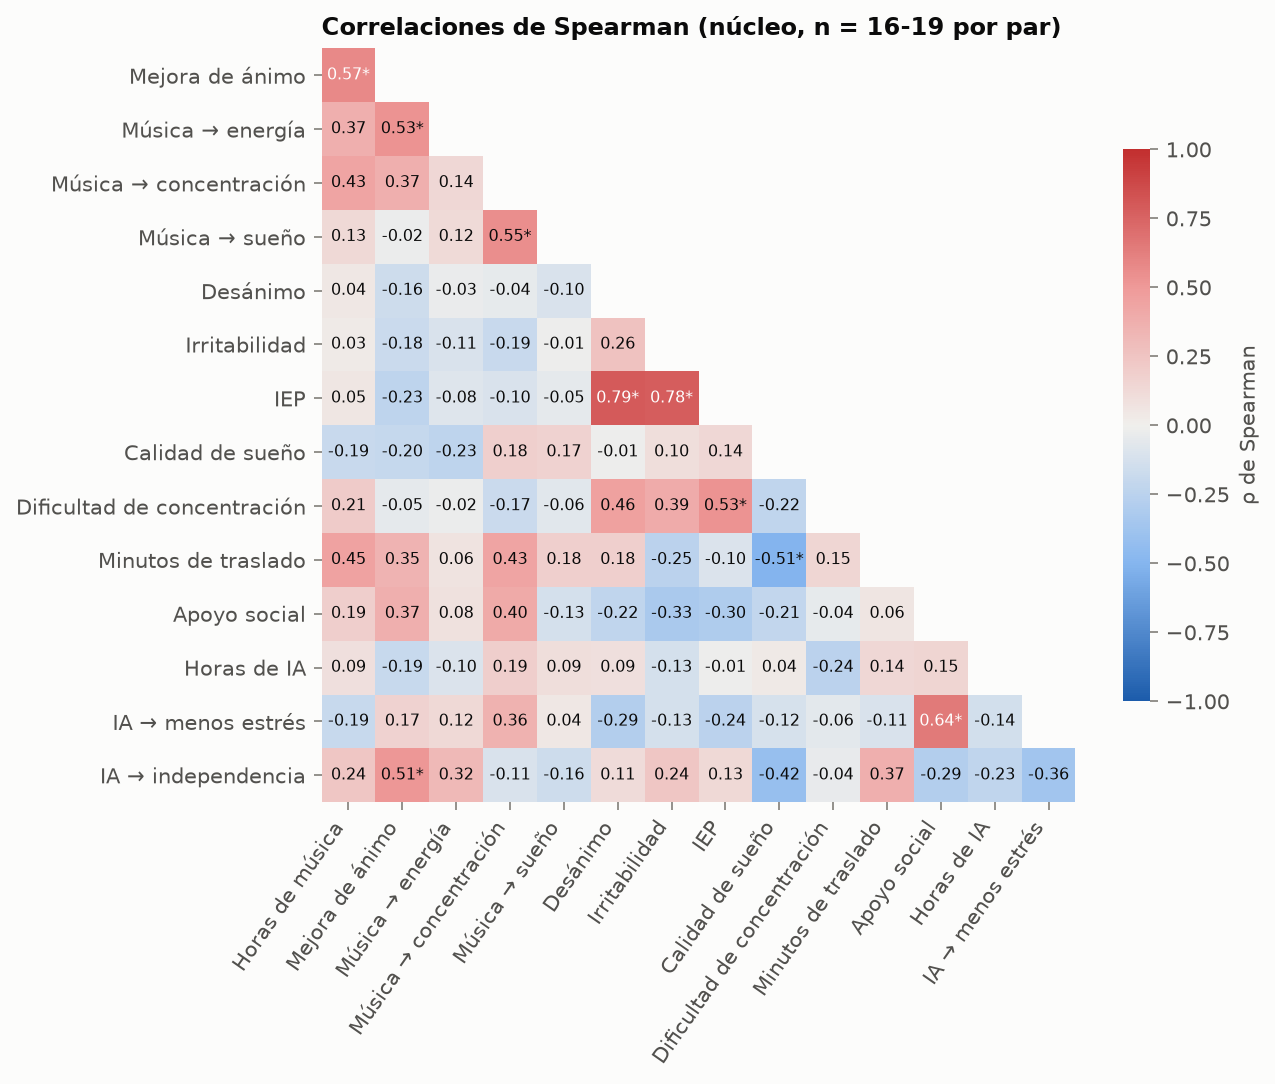 Correlaciones de Spearman (núcleo, n = 16-19 por par)
Mejora de ánimo 0.57*
Música → energía 0.37 0.53*
Música → concentración 0.43 0.37 0.14
Música → sueño 0.13 -0.02 0.12 0.55*
Desánimo 0.04 -0.16 -0.03 -0.04 -0.10
Irritabilidad 0.03 -0.18 -0.11 -0.19 -0.01 0.26
IEP 0.05 -0.23 -0.08 -0.10 -0.05 0.79* 0.78*
Calidad de sueño -0.19 -0.20 -0.23 0.18 0.17 -0.01 0.10 0.14
Dificultad de concentración 0.21 -0.05 -0.02 -0.17 -0.06 0.46 0.39 0.53* -0.22
Minutos de traslado 0.45 0.35 0.06 0.43 0.18 0.18 -0.25 -0.10 -0.51* 0.15
Apoyo social 0.19 0.37 0.08 0.40 -0.13 -0.22 -0.33 -0.30 -0.21 -0.04 0.06
Horas de IA 0.09 -0.19 -0.10 0.19 0.09 0.09 -0.13 -0.01 0.04 -0.24 0.14 0.15
IA → menos estrés -0.19 0.17 0.12 0.36 0.04 -0.29 -0.13 -0.24 -0.12 -0.06 -0.11 0.64* -0.14
IA → independencia 0.24 0.51* 0.32 -0.11 -0.16 0.11 0.24 0.13 -0.42 -0.04 0.37 -0.29 -0.23 -0.36
Horas de música
Mejora de ánimo
Música → energía
Música → concentración
Música → sueño
Desánimo
Irritabilidad
IEP
Calidad de sueño
Dificultad de concentración
Minutos de traslado
Apoyo social
Horas de IA
IA → menos estrés
1.00
0.75
0.50
0.25
0.00
−0.25
−0.50
−0.75
−1.00
ρ de Spearman